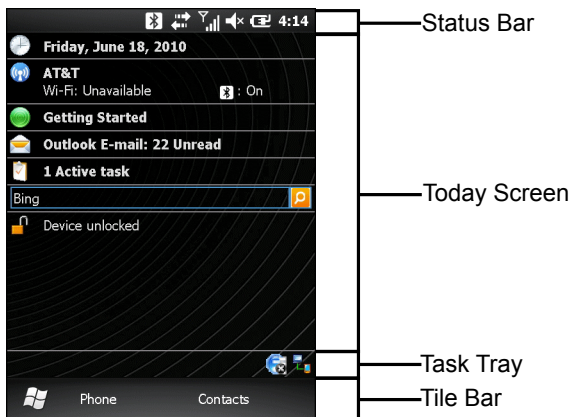 4:14
Status Bar
Friday, June 18, 2010
AT&T
Wi-Fi: Unavailable : On
Getting Started
Outlook E-mail: 22 Unread
1 Active task
Bing
Today Screen
Device unlocked
Task Tray
Phone Contacts
Tile Bar